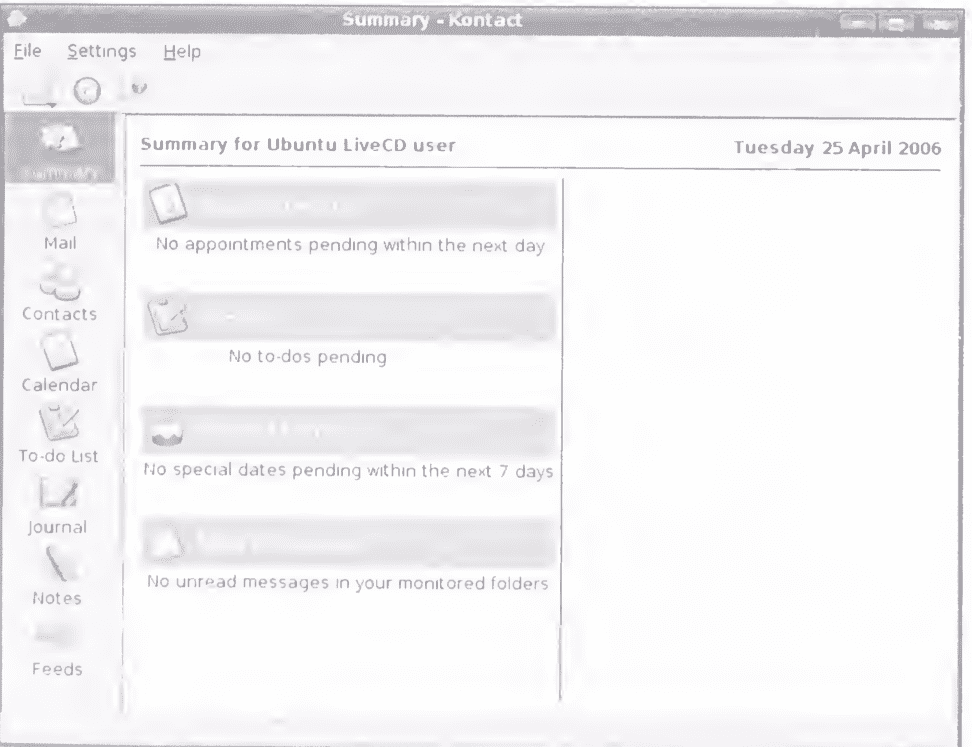 Summary - Kontact
File Settings Help
Summary for Ubuntu LiveCD user
Tuesday 25 April 2006
Summary
Mail
Contacts
Calendar
To-do List
Journal
Notes
Feeds
No appointments pending within the next day
No to-dos pending
No special dates pending within the next 7 days
No unread messages in your monitored folders